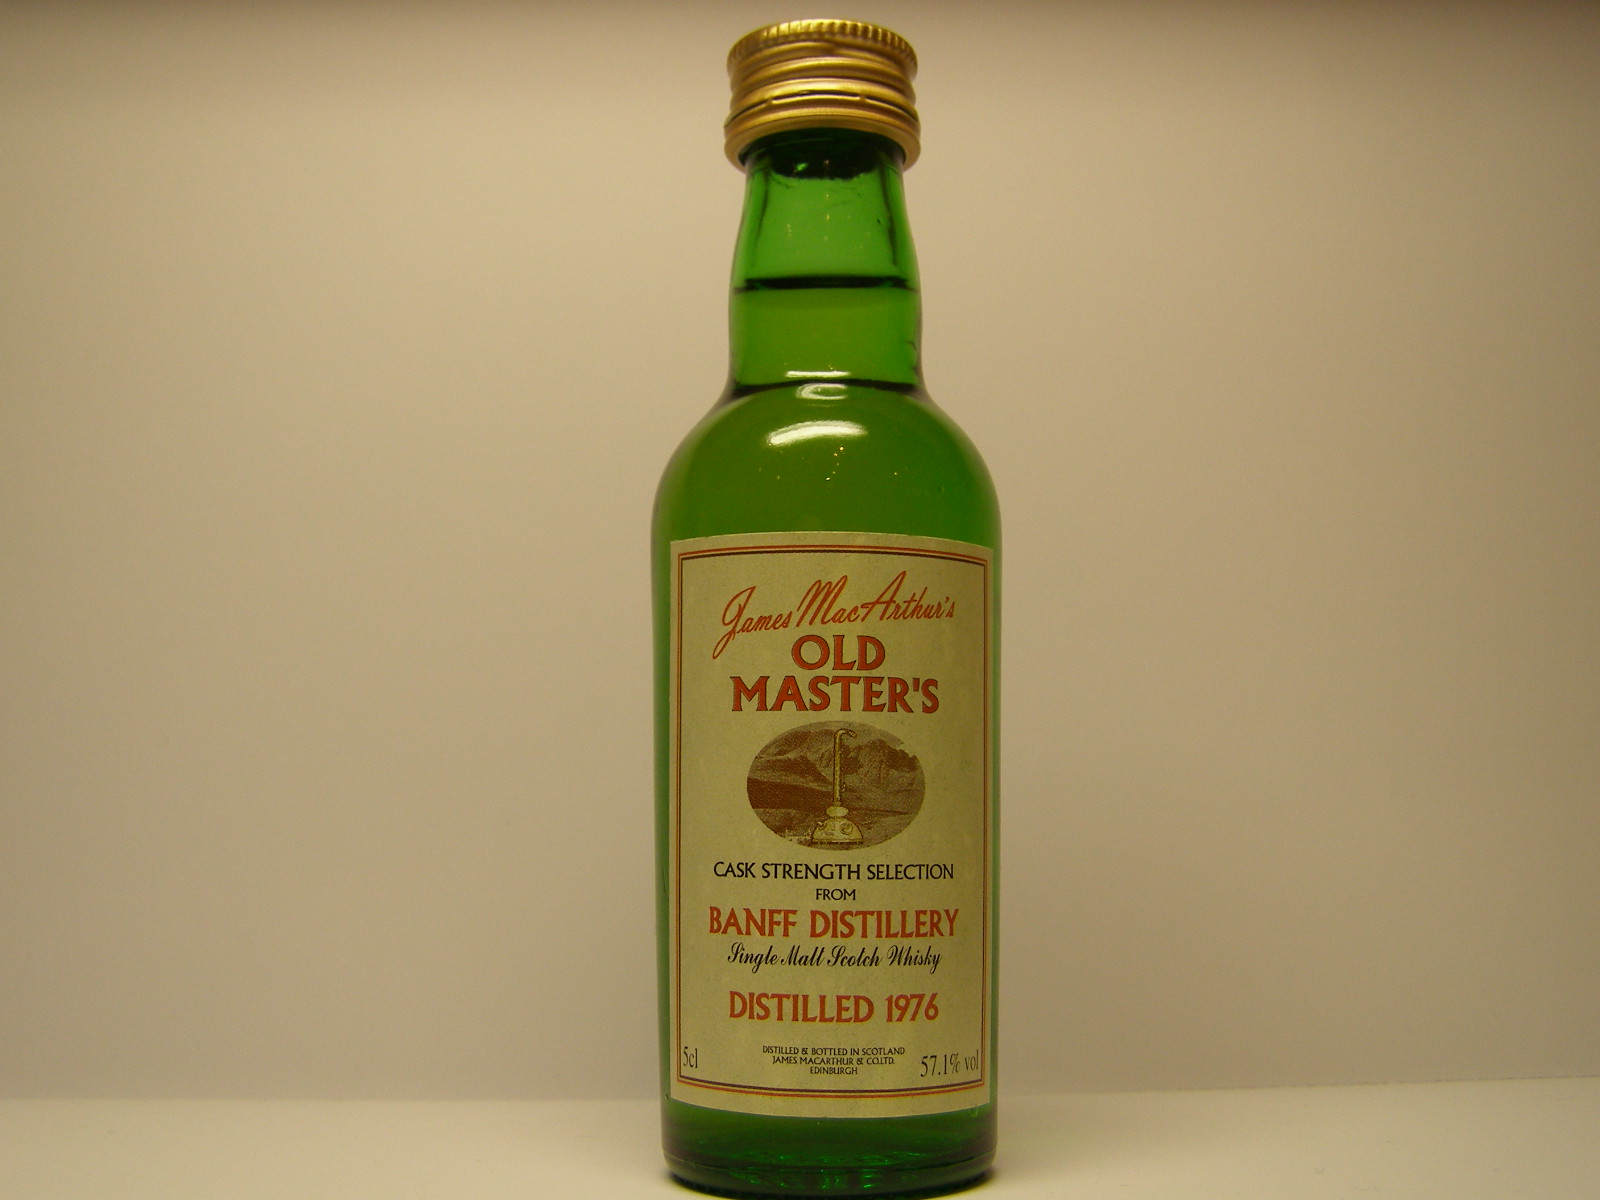 James MacArthur's
OLD
MASTER'S
CASK STRENGTH SELECTION
FROM
BANFF DISTILLERY
Single Malt Scotch Whisky
DISTILLED 1976
5cl
DISTILLED & BOTTLED IN SCOTLAND
JAMES MACARTHUR & CO.LTD.
EDINBURGH
57.1% vol